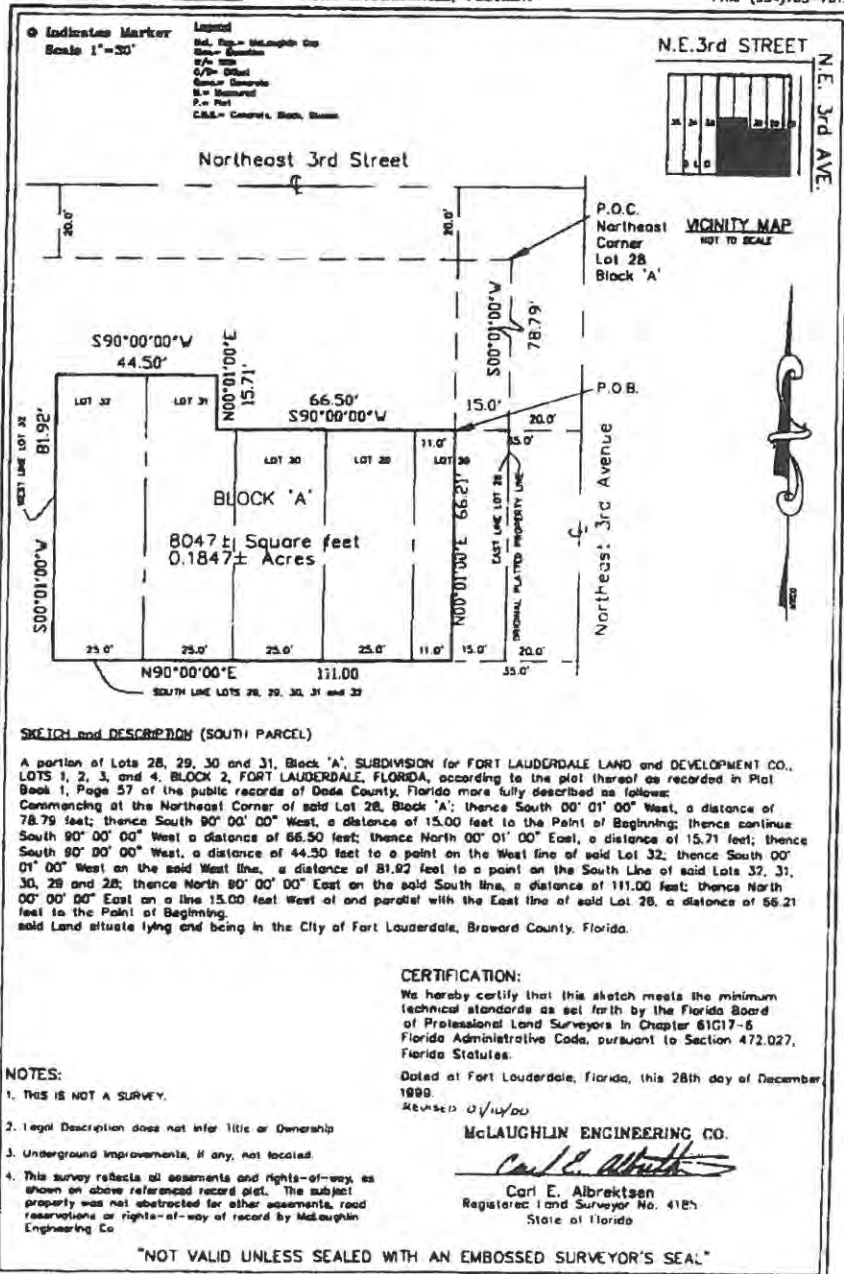 Indicates Marker
Scale 1"=30'
Legend
O/S= Offset
M.= Measured
P.= Plat
C.B.S.= Concrete, Block, Stucco
N.E.3rd STREET
N.E. 3rd AVE.
VICINITY MAP
NOT TO SCALE
Northeast 3rd Street
20.0'
20.0'
P.O.C.
Northeast
Corner
Lot 28
Block 'A'
S00°01'00"W
78.79'
S90°00'00"W
44.50'
N00°01'00"E
15.71'
66.50'
S90°00'00"W
15.0'
P.O.B.
20.0'
35.0'
11.0'
LOT 32
LOT 31
LOT 30
WEST LINE LOT 32
81.92'
S00°01'00"W
BLOCK 'A'
8047± Square feet
0.1847± Acres
N00°01'00"E 66.21'
EAST LINE LOT 28
ORIGINAL PLATTED PROPERTY LINE
Northeast 3rd Avenue
25.0' 25.0' 25.0' 25.0' 11.0' 15.0' 20.0'
N90°00'00"E 111.00 35.0'
SOUTH LINE LOTS 28, 29, 30, 31 and 32
SKETCH and DESCRIPTION (SOUTH PARCEL)
A portion of Lots 28, 29, 30 and 31, Block 'A', SUBDIVISION for FORT LAUDERDALE LAND and DEVELOPMENT CO.,
LOTS 1, 2, 3, and 4, BLOCK 2, FORT LAUDERDALE, FLORIDA, according to the plat thereof as recorded in Plat
Book 1, Page 57 of the public records of Dade County, Florida more fully described as follows:
Commencing at the Northeast Corner of said Lot 28, Block 'A'; thence South 00° 01' 00" West, a distance of
78.79 feet; thence South 90° 00' 00" West, a distance of 15.00 feet to the Point of Beginning; thence continue
South 90° 00' 00" West a distance of 66.50 feet; thence North 00° 01' 00" East, a distance of 15.71 feet; thence
South 90° 00' 00" West, a distance of 44.50 feet to a point on the West line of said Lot 32; thence South 00°
01' 00" West on the said West line, a distance of 81.92 feet to a point on the South Line of said Lots 32, 31,
30, 29 and 28; thence North 90° 00' 00" East on the said South line, a distance of 111.00 feet; thence North
00° 00' 00" East on a line 15.00 feet West of and parallel with the East line of said Lot 28, a distance of 66.21
feet to the Point of Beginning.
said Land situate lying and being in the City of Fort Lauderdale, Broward County, Florida.
CERTIFICATION:
We hereby certify that this sketch meets the minimum
technical standards as set forth by the Florida Board
of Professional Land Surveyors in Chapter 61G17-6
Florida Administrative Code, pursuant to Section 472.027,
Florida Statutes.
Dated at Fort Lauderdale, Florida, this 28th day of December,
1999.
REVISED 01/10/00
NOTES:
1. THIS IS NOT A SURVEY.
2. Legal Description does not infer Title or Ownership
3. Underground improvements, if any, not located.
4. This survey reflects all easements and rights-of-way, as
shown on above referenced record plat. The subject
property was not abstracted for other easements, road
reservations or rights-of-way of record by McLaughlin
Engineering Co
McLAUGHLIN ENGINEERING CO.
Carl E. Albrektsen
Registered Land Surveyor No. 4185
State of Florida
"NOT VALID UNLESS SEALED WITH AN EMBOSSED SURVEYOR'S SEAL"